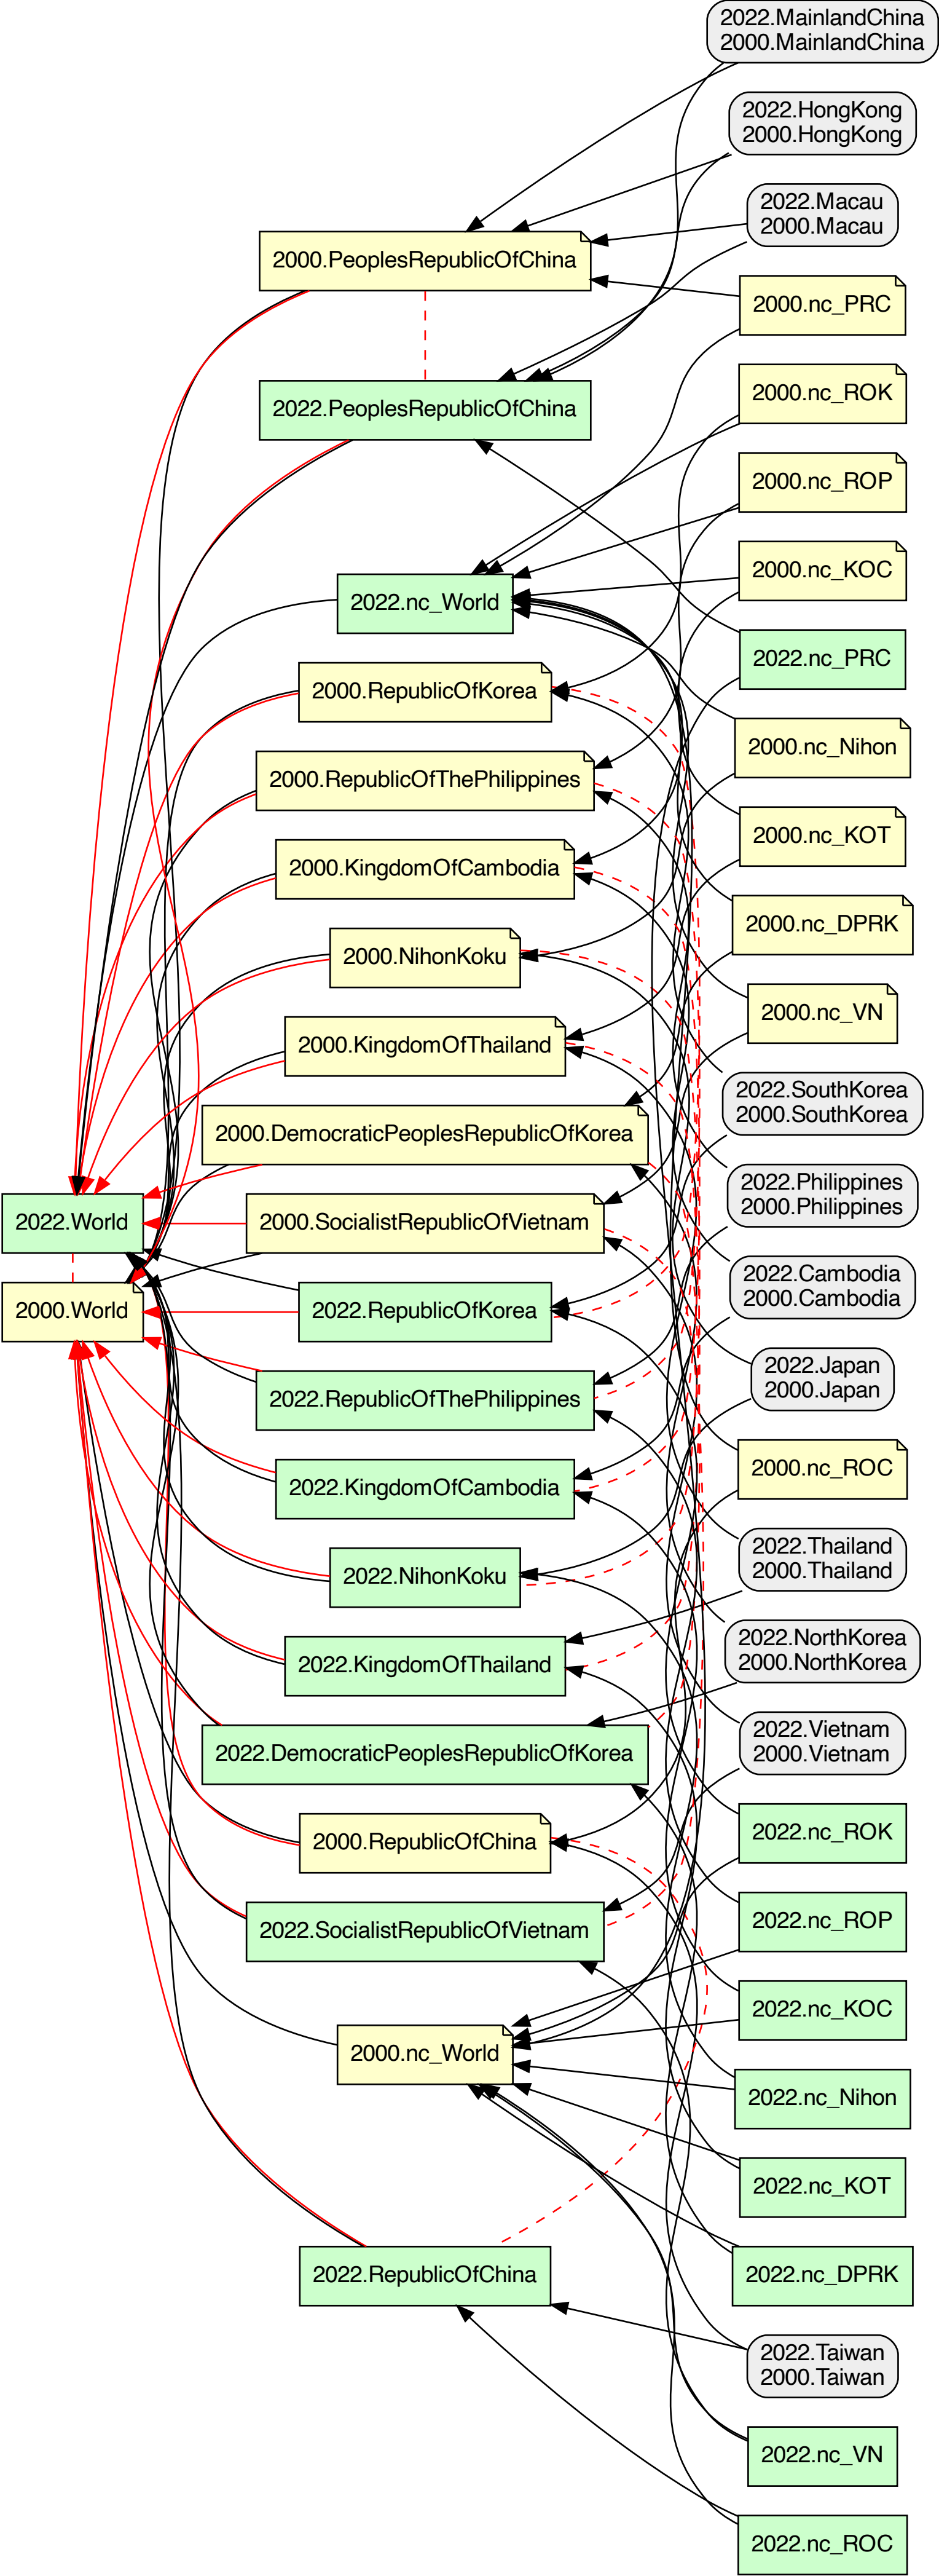 2022.MainlandChina
2000.MainlandChina
2022.HongKong
2000.HongKong
2022.Macau
2000.Macau
2000.PeoplesRepublicOfChina
2000.nc_PRC
2000.nc_ROK
2022.PeoplesRepublicOfChina
2000.nc_ROP
2000.nc_KOC
2022.nc_World
2022.nc_PRC
2000.RepublicOfKorea
2000.nc_Nihon
2000.RepublicOfThePhilippines
2000.nc_KOT
2000.KingdomOfCambodia
2000.nc_DPRK
2000.NihonKoku
2000.nc_VN
2000.KingdomOfThailand
2022.SouthKorea
2000.SouthKorea
2000.DemocraticPeoplesRepublicOfKorea
2022.Philippines
2000.Philippines
2022.World
2000.SocialistRepublicOfVietnam
2022.Cambodia
2000.Cambodia
2000.World
2022.RepublicOfKorea
2022.Japan
2000.Japan
2022.RepublicOfThePhilippines
2000.nc_ROC
2022.KingdomOfCambodia
2022.Thailand
2000.Thailand
2022.NihonKoku
2022.NorthKorea
2000.NorthKorea
2022.KingdomOfThailand
2022.Vietnam
2000.Vietnam
2022.DemocraticPeoplesRepublicOfKorea
2022.nc_ROK
2000.RepublicOfChina
2022.nc_ROP
2022.SocialistRepublicOfVietnam
2022.nc_KOC
2000.nc_World
2022.nc_Nihon
2022.nc_KOT
2022.RepublicOfChina
2022.nc_DPRK
2022.Taiwan
2000.Taiwan
2022.nc_VN
2022.nc_ROC